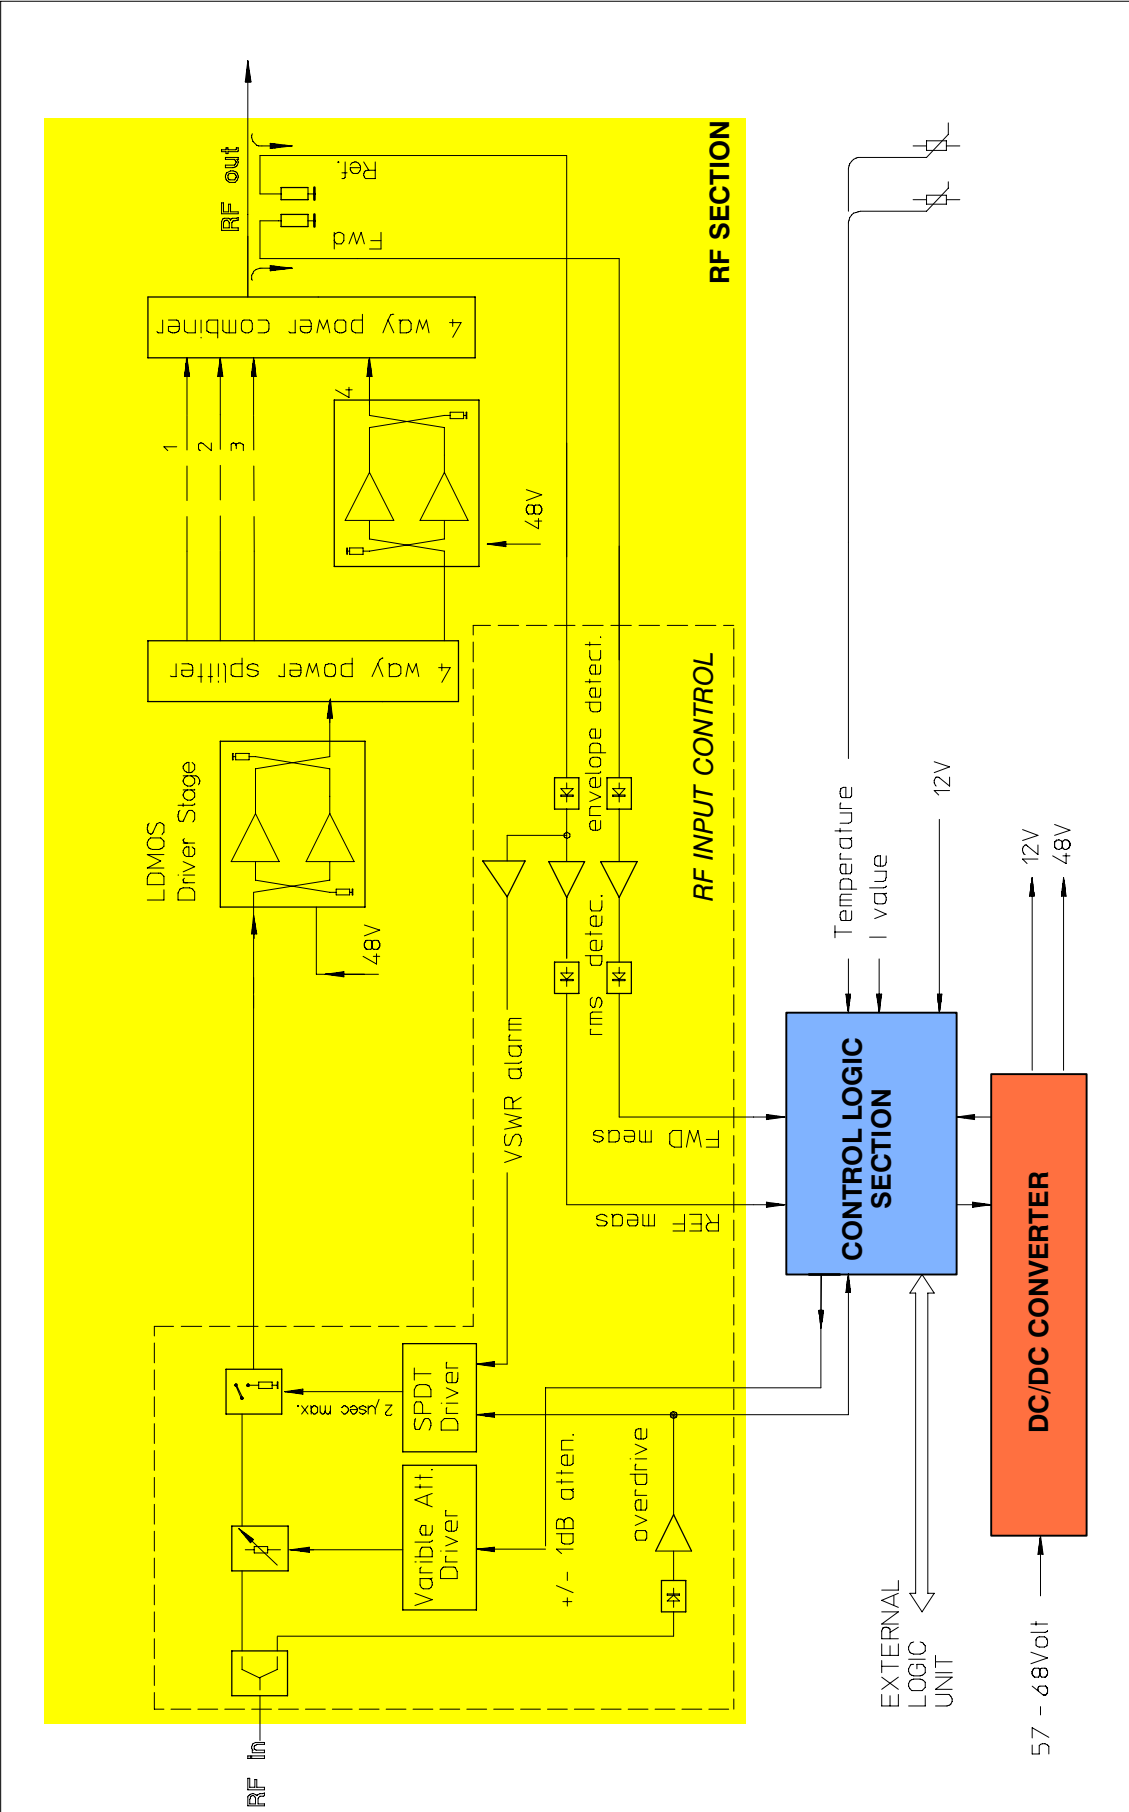 RF in
RF out
RF SECTION
Fwd
Ref.
4 way power combiner
1
2
3
4
48V
4 way power splitter
LDMOS
Driver Stage
48V
RF INPUT CONTROL
envelope detect.
rms detec.
VSWR alarm
FWD meas
REF meas
2μsec max.
SPDT
Driver
Varible Att.
Driver
+/- 1dB atten.
overdrive
CONTROL LOGIC
SECTION
Temperature
I value
12V
EXTERNAL
LOGIC
UNIT
DC/DC CONVERTER
12V
48V
57 - 68Volt